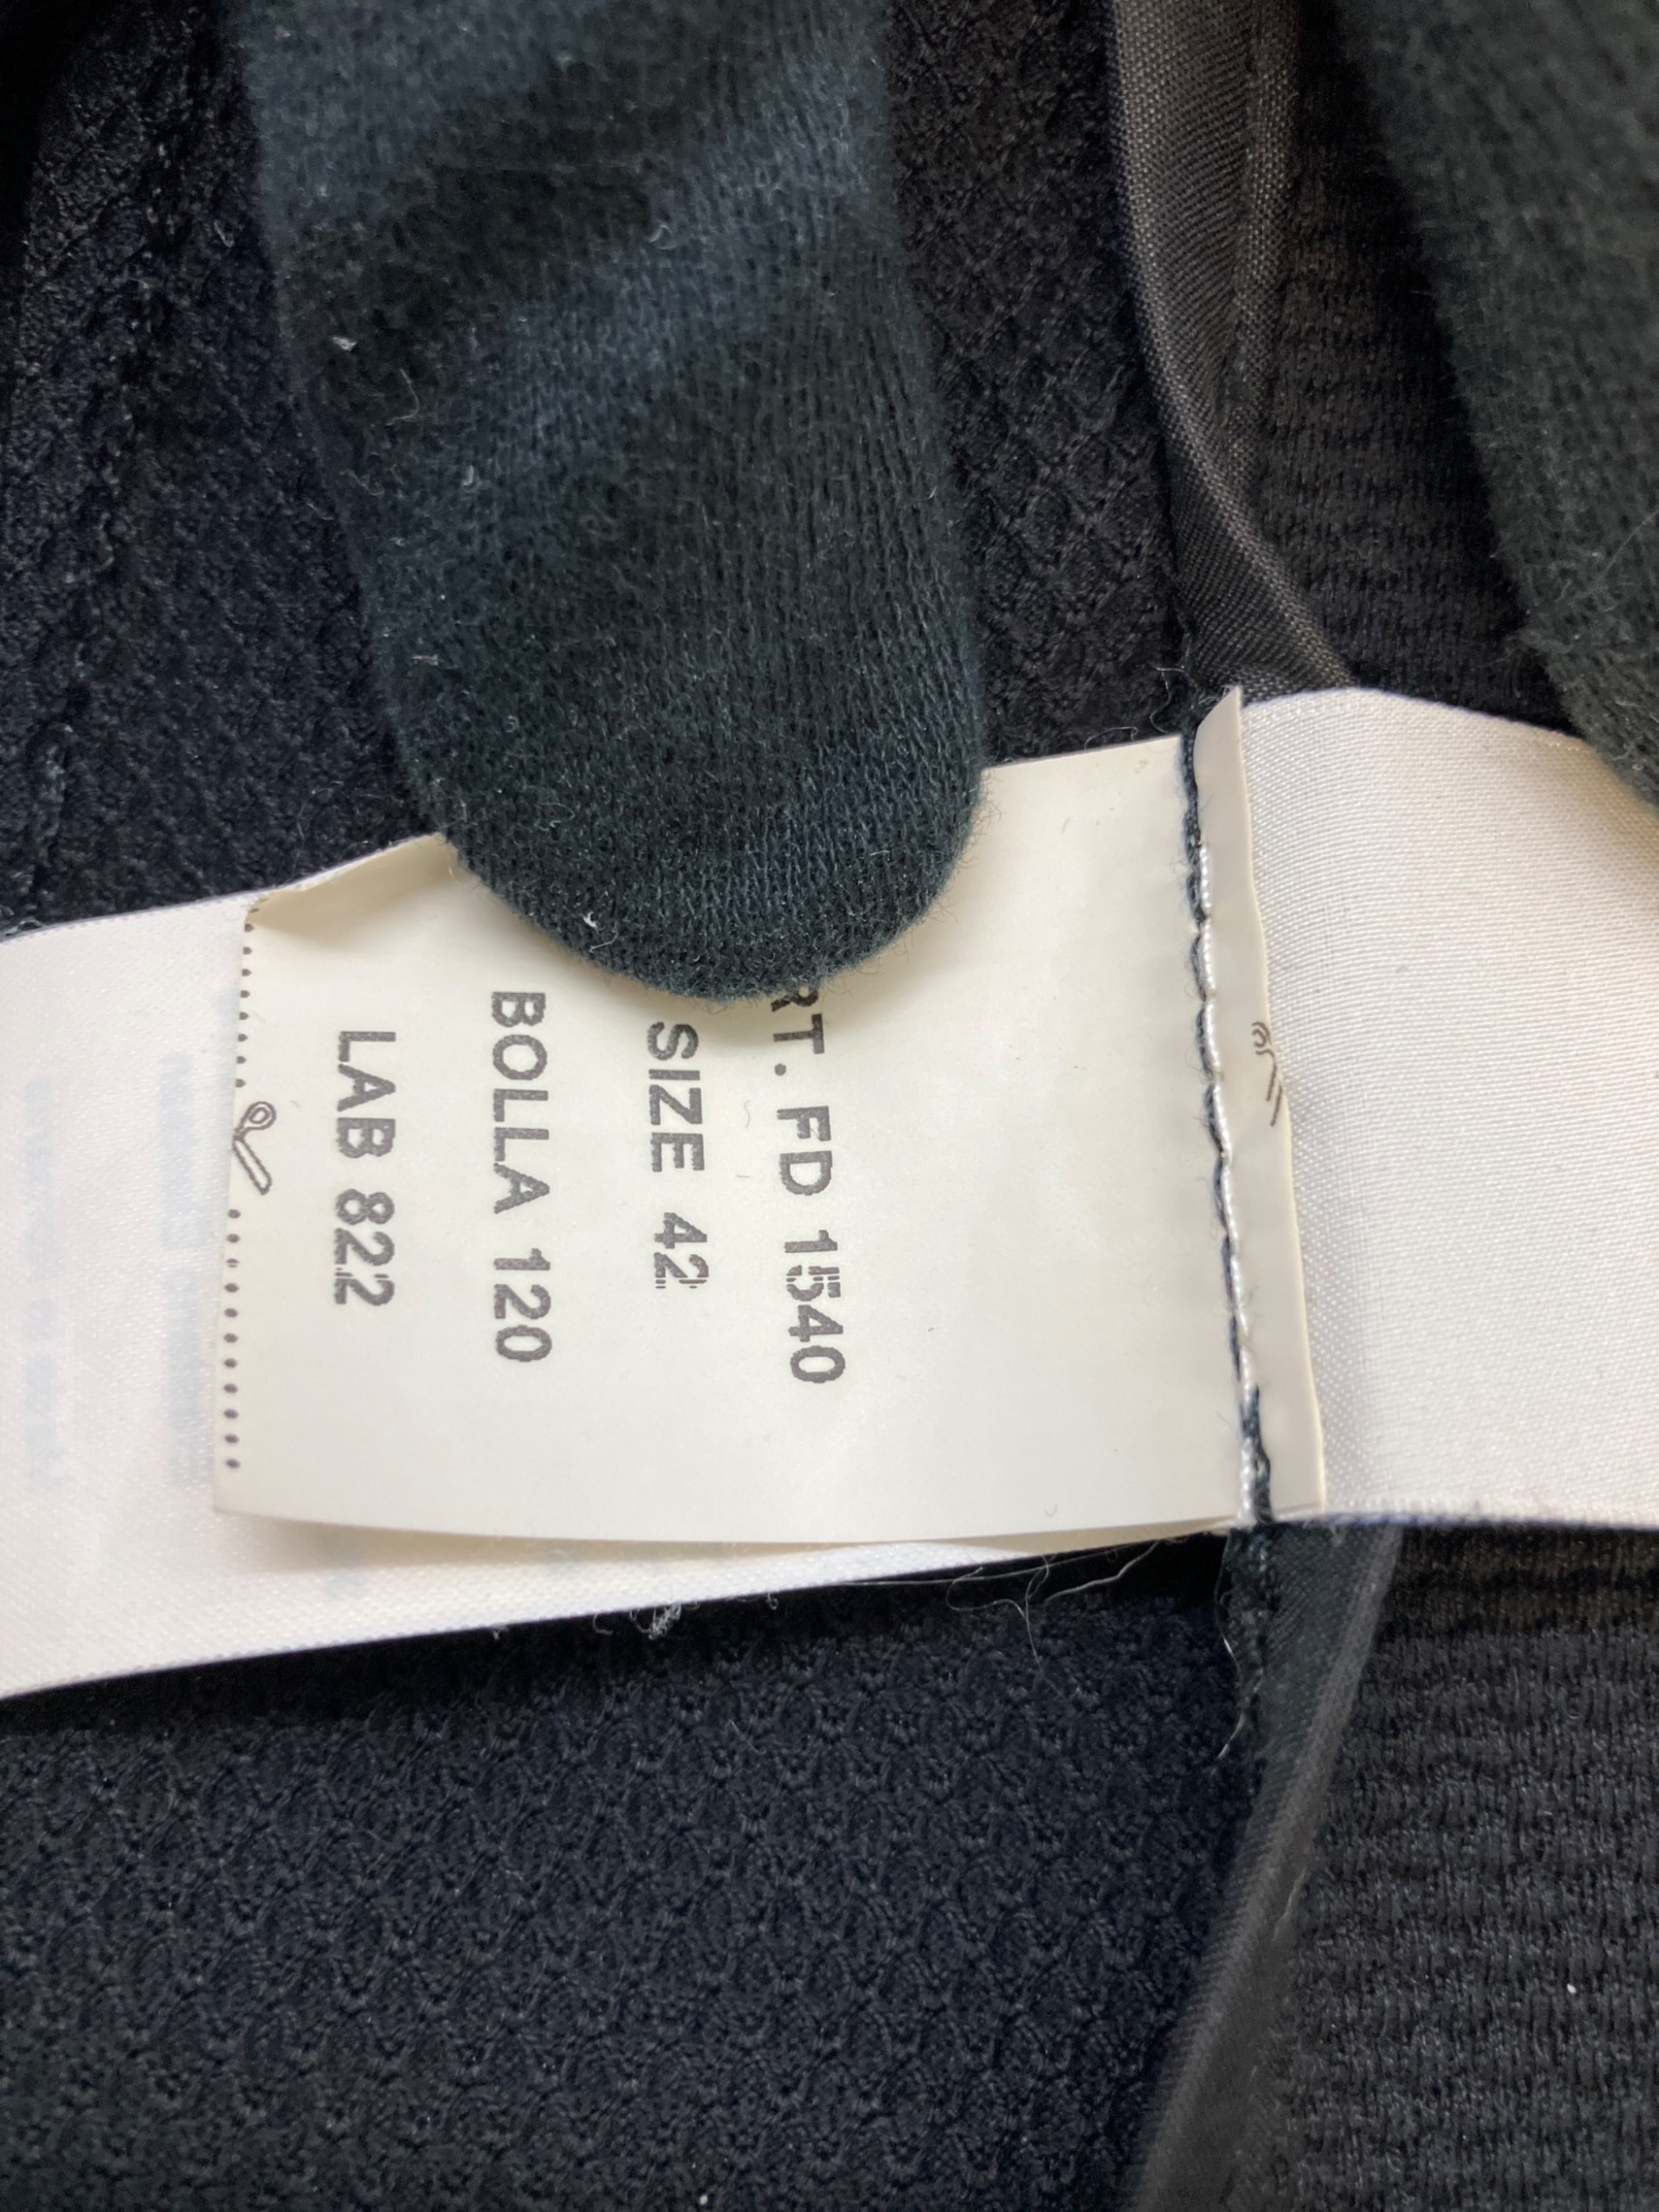 RT. FD 1540
SIZE 42
BOLLA 120
LAB 822